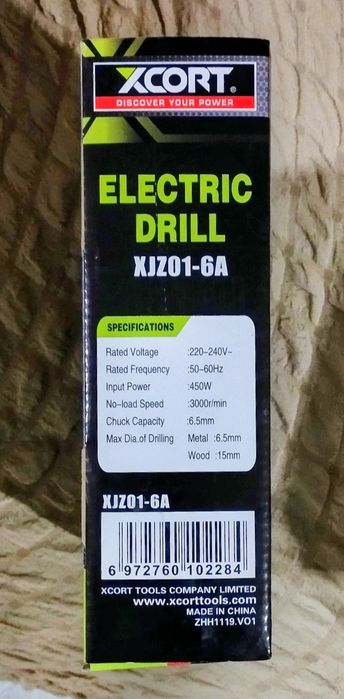 XCORT®
DISCOVER YOUR POWER
ELECTRIC
DRILL
XJZ01-6A
SPECIFICATIONS
Rated Voltage :220-240V~
Rated Frequency :50-60Hz
Input Power :450W
No-load Speed :3000r/min
Chuck Capacity :6.5mm
Max Dia.of Drilling Metal :6.5mm
Wood :15mm
XJZ01-6A
6 972760 102284
XCORT TOOLS COMPANY LIMITED
www.xcorttools.com
MADE IN CHINA
ZHH1119.VO1